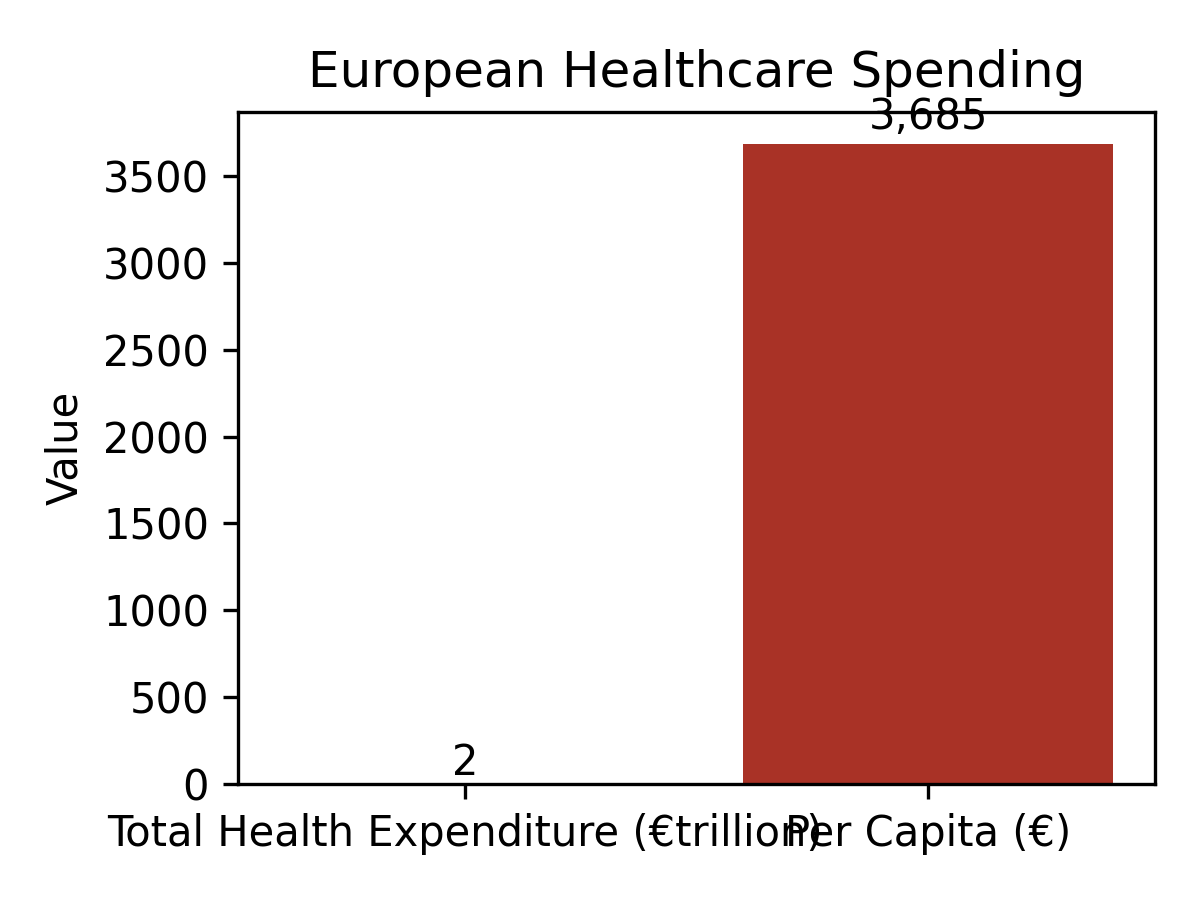 European Healthcare Spending
3,685
3500
3000
2500
2000
1500
1000
500
0
Value
2
Total Health Expenditure (€trillion)
Per Capita (€)